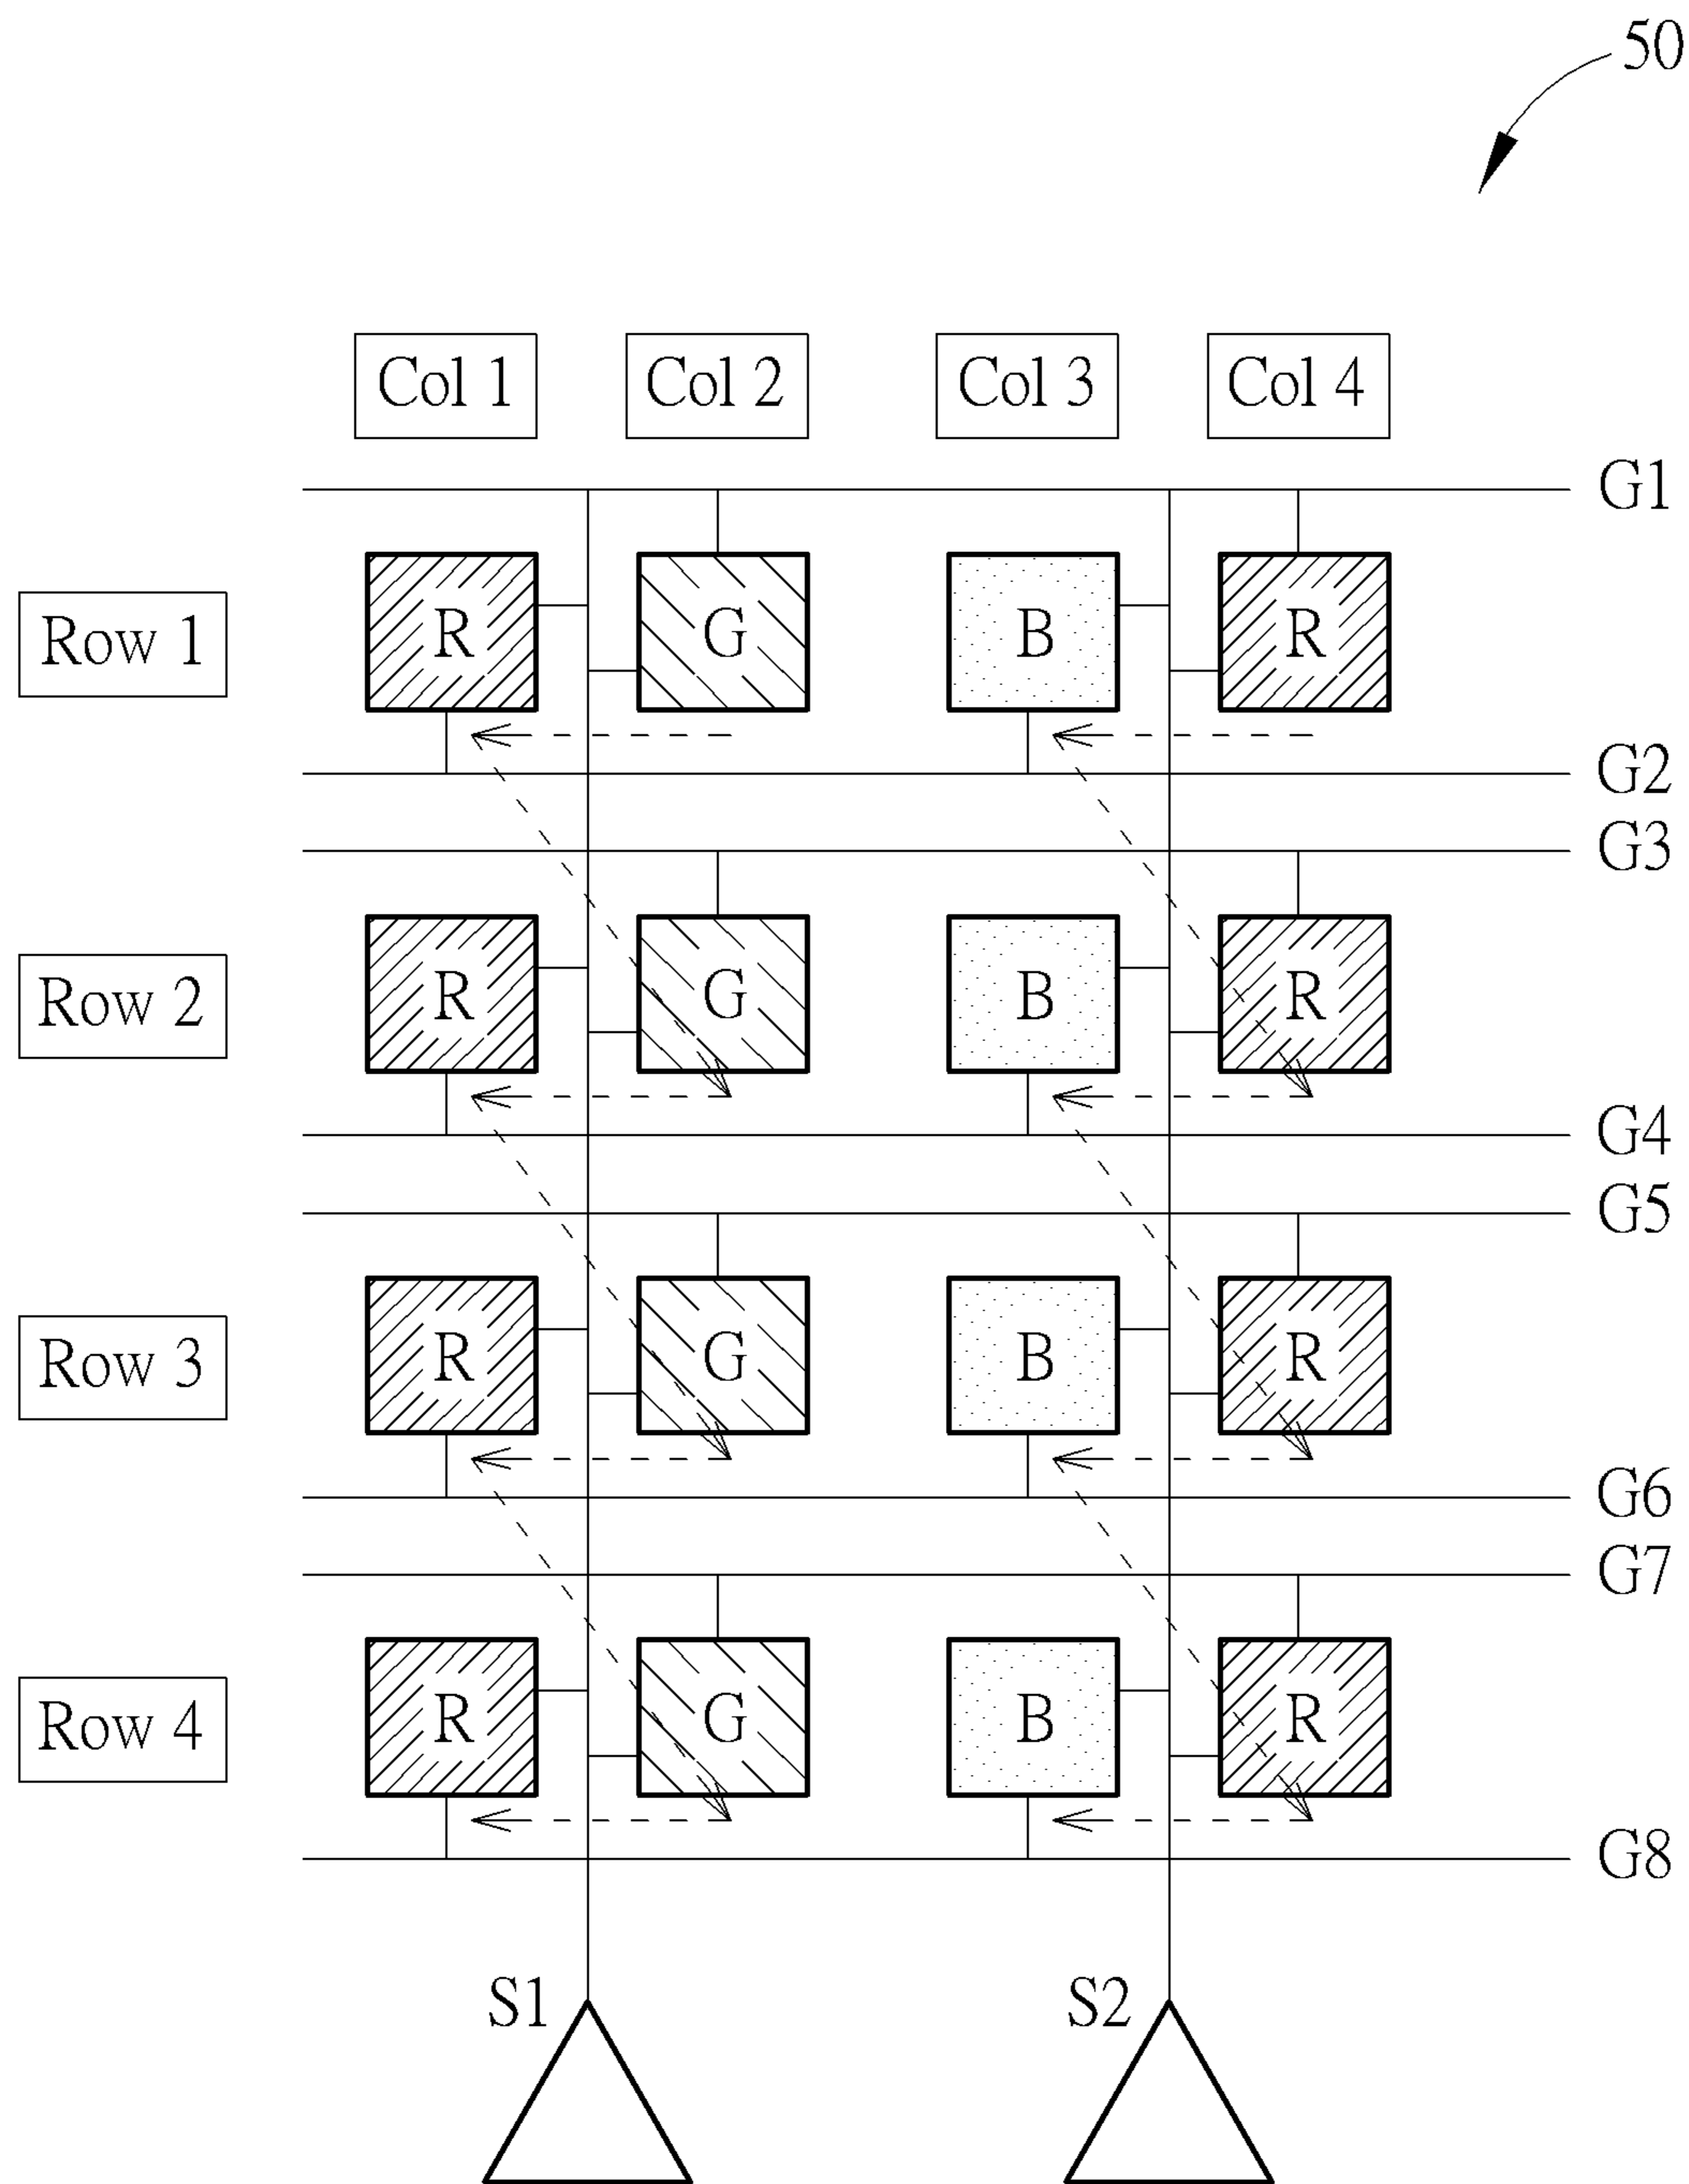 50
Col 1 Col 2 Col 3 Col 4
G1
Row 1 R G B R
G2
G3
Row 2 R G B R
G4
G5
Row 3 R G B R
G6
G7
Row 4 R G B R
G8
S1 S2